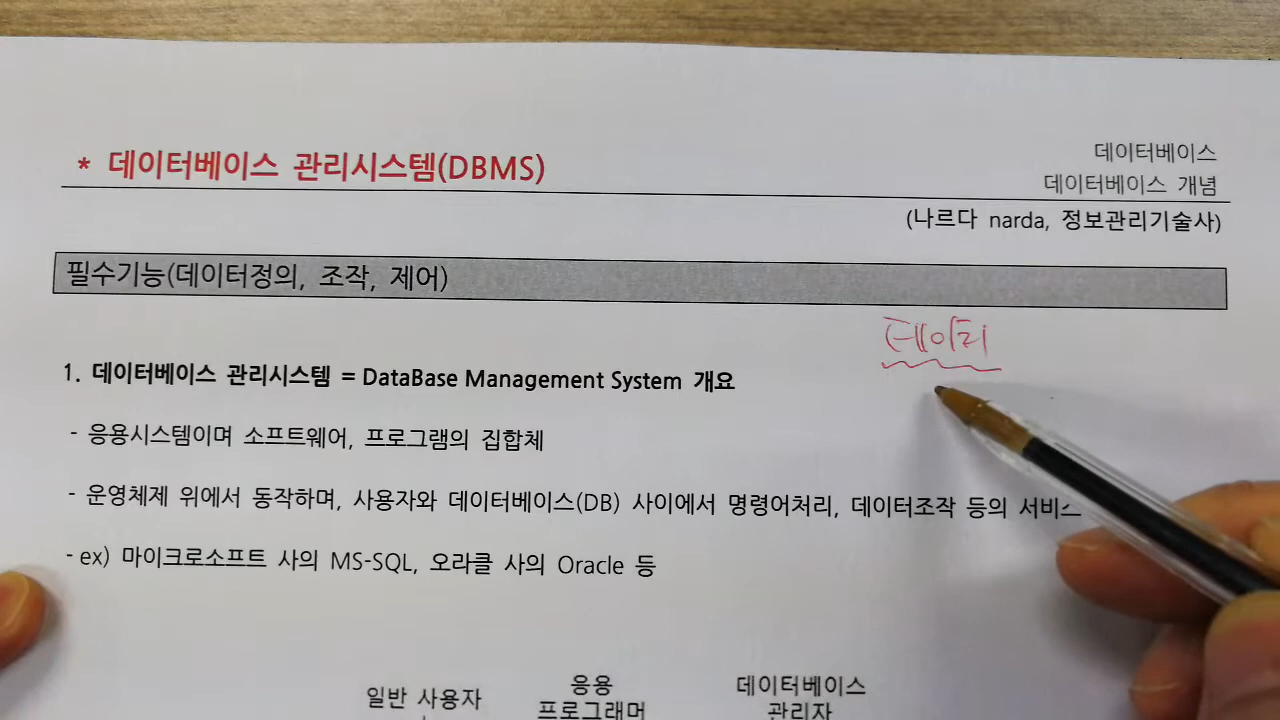 * 데이터베이스 관리시스템(DBMS)
데이터베이스
데이터베이스 개념
(나르다 narda, 정보관리기술사)
필수기능(데이터정의, 조작, 제어)
데이터
1. 데이터베이스 관리시스템 = DataBase Management System 개요
- 응용시스템이며 소프트웨어, 프로그램의 집합체
- 운영체제 위에서 동작하며, 사용자와 데이터베이스(DB) 사이에서 명령어처리, 데이터조작 등의 서비스
- ex) 마이크로소프트 사의 MS-SQL, 오라클 사의 Oracle 등
일반 사용자
응용
프로그래머
데이터베이스
관리자